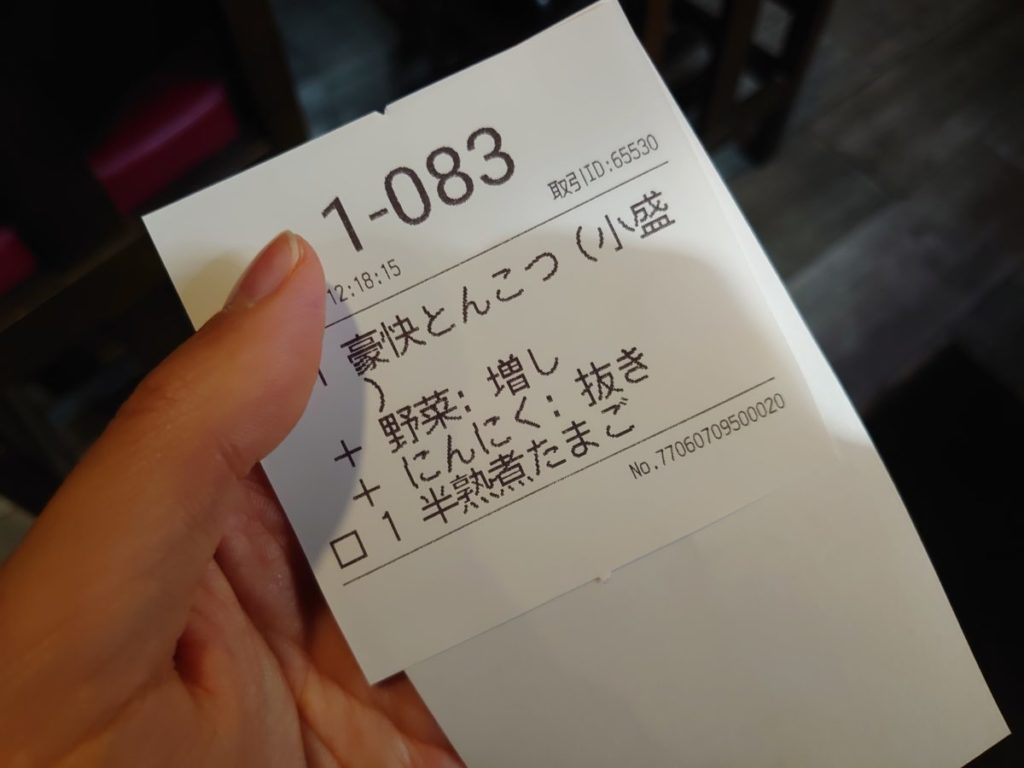 1-083
12:18:15 取引ID:65530
1 豪快とんこつ(小盛
)
+ 野菜: 増し
+ にんにく: 抜き
□ 1 半熟煮たまご
No.77060709500020